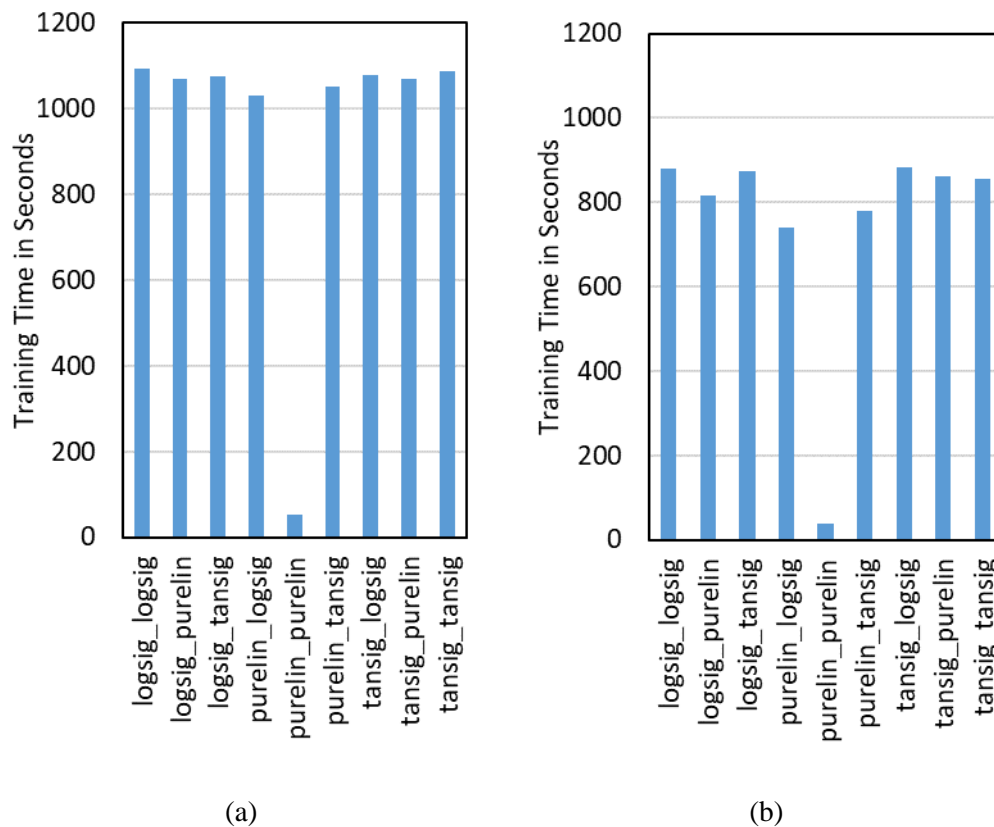 1200
1000
800
600
400
200
0
Training Time in Seconds
logsig_logsig
logsig_purelin
logsig_tansig
purelin_logsig
purelin_purelin
purelin_tansig
tansig_logsig
tansig_purelin
tansig_tansig
(a)
1200
1000
800
600
400
200
0
Training Time in Seconds
logsig_logsig
logsig_purelin
logsig_tansig
purelin_logsig
purelin_purelin
purelin_tansig
tansig_logsig
tansig_purelin
tansig_tansig
(b)